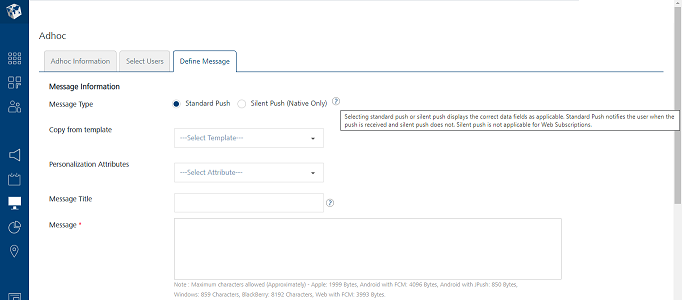 Adhoc
Adhoc Information
Select Users
Define Message
Message Information
Message Type
Standard Push
Silent Push (Native Only)
?
Selecting standard push or silent push displays the correct data fields as applicable. Standard Push notifies the user when the
push is received and silent push does not. Silent push is not applicable for Web Subscriptions.
Copy from template
---Select Template---
Personalization Attributes
---Select Attribute---
Message Title
?
Message *
Note : Maximum characters allowed (Approximately) - Apple: 1999 Bytes, Android with FCM: 4096 Bytes, Android with JPush: 850 Bytes,
Windows: 859 Characters, BlackBerry: 8192 Characters, Web with FCM: 3993 Bytes.